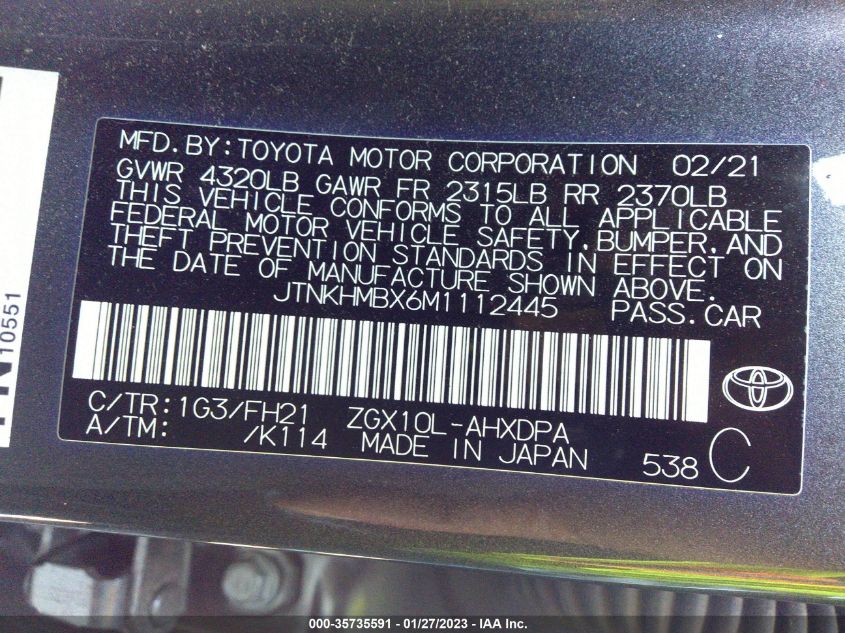 MFD.BY:TOYOTA MOTOR CORPORATION 02/21
GVWR 4320LB GAWR FR 2315LB RR 2370LB
THIS VEHICLE CONFORMS TO ALL APPLICABLE
FEDERAL MOTOR VEHICLE SAFETY,BUMPER,AND
THEFT PREVENTION STANDARDS IN EFFECT ON
THE DATE OF MANUFACTURE SHOWN ABOVE.
JTNKHMBX6M1112445 PASS.CAR
C/TR:1G3/FH21 ZGX10L-AHXDPA
A/TM: /K114 MADE IN JAPAN 538 C
10551
000-35735591 - 01/27/2023 - IAA Inc.